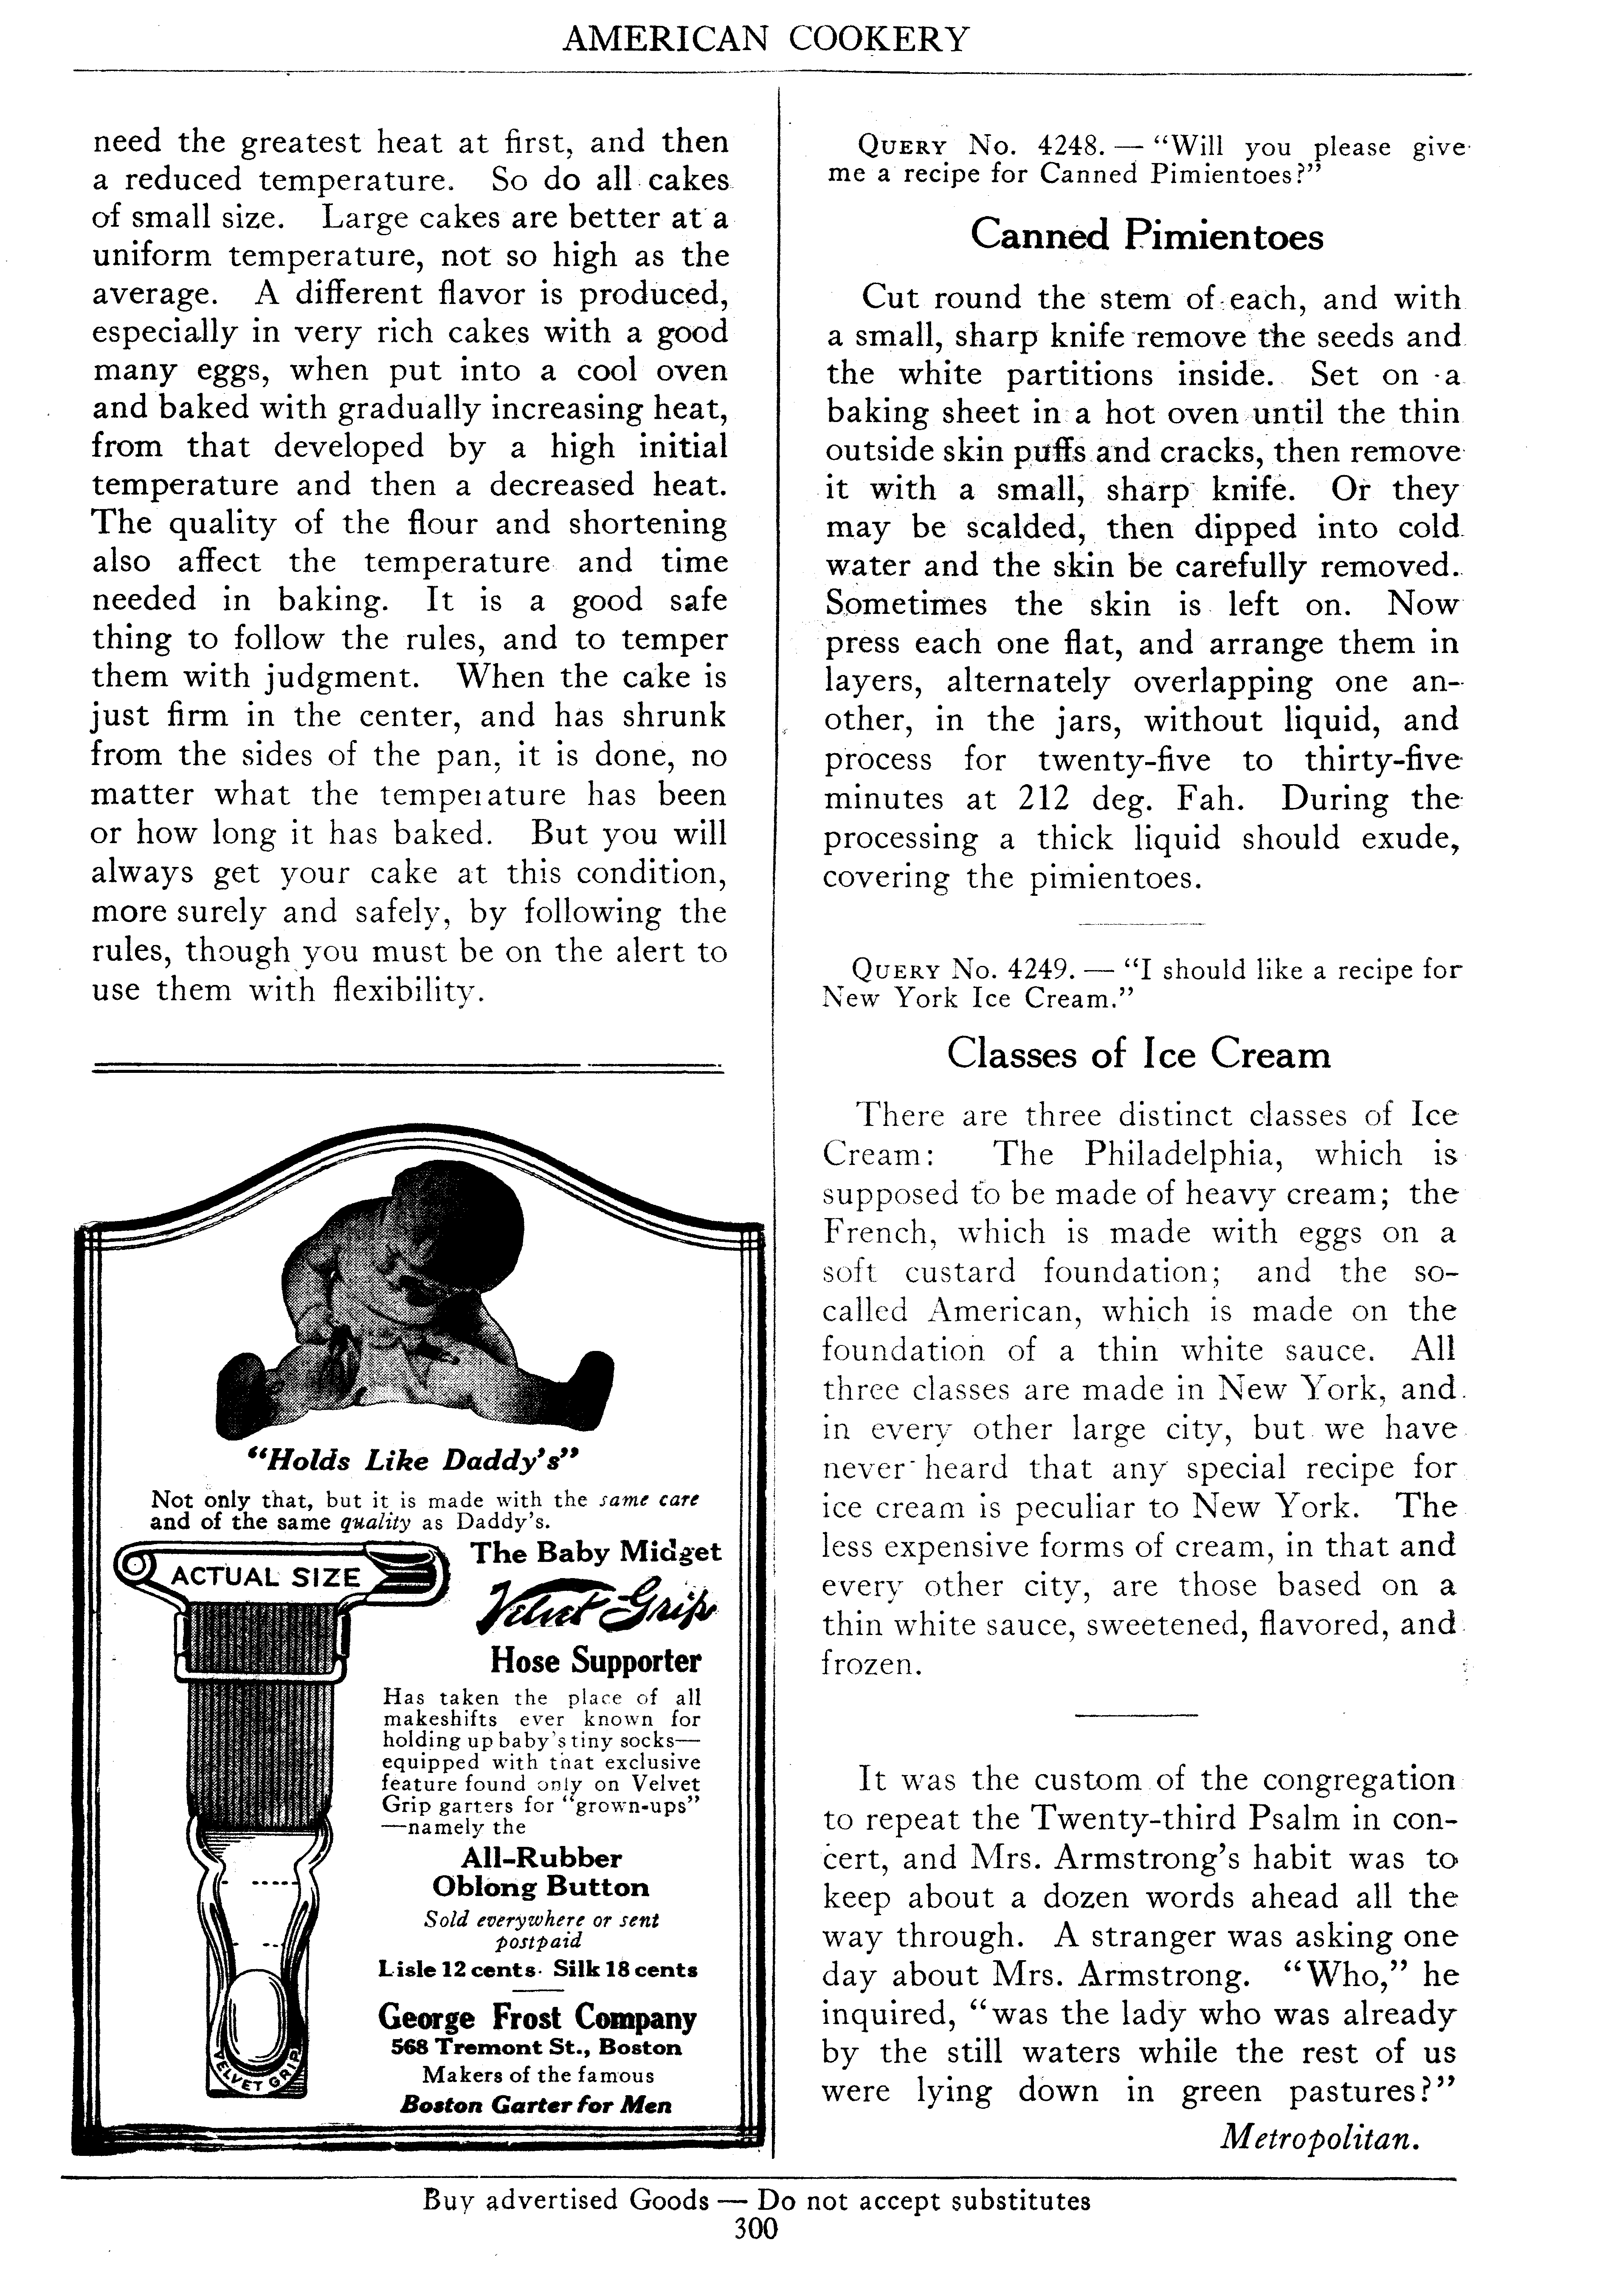 AMERICAN COOKERY
need the greatest heat at first, and then
a reduced temperature. So do all cakes
of small size. Large cakes are better at a
uniform temperature, not so high as the
average. A different flavor is produced,
especially in very rich cakes with a good
many eggs, when put into a cool oven
and baked with gradually increasing heat,
from that developed by a high initial
temperature and then a decreased heat.
The quality of the flour and shortening
also affect the temperature and time
needed in baking. It is a good safe
thing to follow the rules, and to temper
them with judgment. When the cake is
just firm in the center, and has shrunk
from the sides of the pan, it is done, no
matter what the temperature has been
or how long it has baked. But you will
always get your cake at this condition,
more surely and safely, by following the
rules, though you must be on the alert to
use them with flexibility.
"Holds Like Daddy's"
Not only that, but it is made with the same care
and of the same quality as Daddy's.
ACTUAL SIZE
The Baby Midget
Velvet Grip
Hose Supporter
Has taken the place of all
makeshifts ever known for
holding up baby's tiny socks—
equipped with that exclusive
feature found only on Velvet
Grip garters for "grown-ups"
—namely the
All-Rubber
Oblong Button
Sold everywhere or sent
postpaid
Lisle 12 cents Silk 18 cents
George Frost Company
568 Tremont St., Boston
Makers of the famous
Boston Garter for Men
VELVET GRIP
QUERY No. 4248. — "Will you please give
me a recipe for Canned Pimientoes?"
Canned Pimientoes
Cut round the stem of each, and with
a small, sharp knife remove the seeds and
the white partitions inside. Set on a
baking sheet in a hot oven until the thin
outside skin puffs and cracks, then remove
it with a small, sharp knife. Or they
may be scalded, then dipped into cold
water and the skin be carefully removed.
Sometimes the skin is left on. Now
press each one flat, and arrange them in
layers, alternately overlapping one an-
other, in the jars, without liquid, and
process for twenty-five to thirty-five
minutes at 212 deg. Fah. During the
processing a thick liquid should exude,
covering the pimientoes.
QUERY No. 4249. — "I should like a recipe for
New York Ice Cream."
Classes of Ice Cream
There are three distinct classes of Ice
Cream: The Philadelphia, which is
supposed to be made of heavy cream; the
French, which is made with eggs on a
soft custard foundation; and the so-
called American, which is made on the
foundation of a thin white sauce. All
three classes are made in New York, and
in every other large city, but we have
never heard that any special recipe for
ice cream is peculiar to New York. The
less expensive forms of cream, in that and
every other city, are those based on a
thin white sauce, sweetened, flavored, and
frozen.
It was the custom of the congregation
to repeat the Twenty-third Psalm in con-
cert, and Mrs. Armstrong's habit was to
keep about a dozen words ahead all the
way through. A stranger was asking one
day about Mrs. Armstrong. "Who," he
inquired, "was the lady who was already
by the still waters while the rest of us
were lying down in green pastures?"
Metropolitan.
Buy advertised Goods — Do not accept substitutes
300